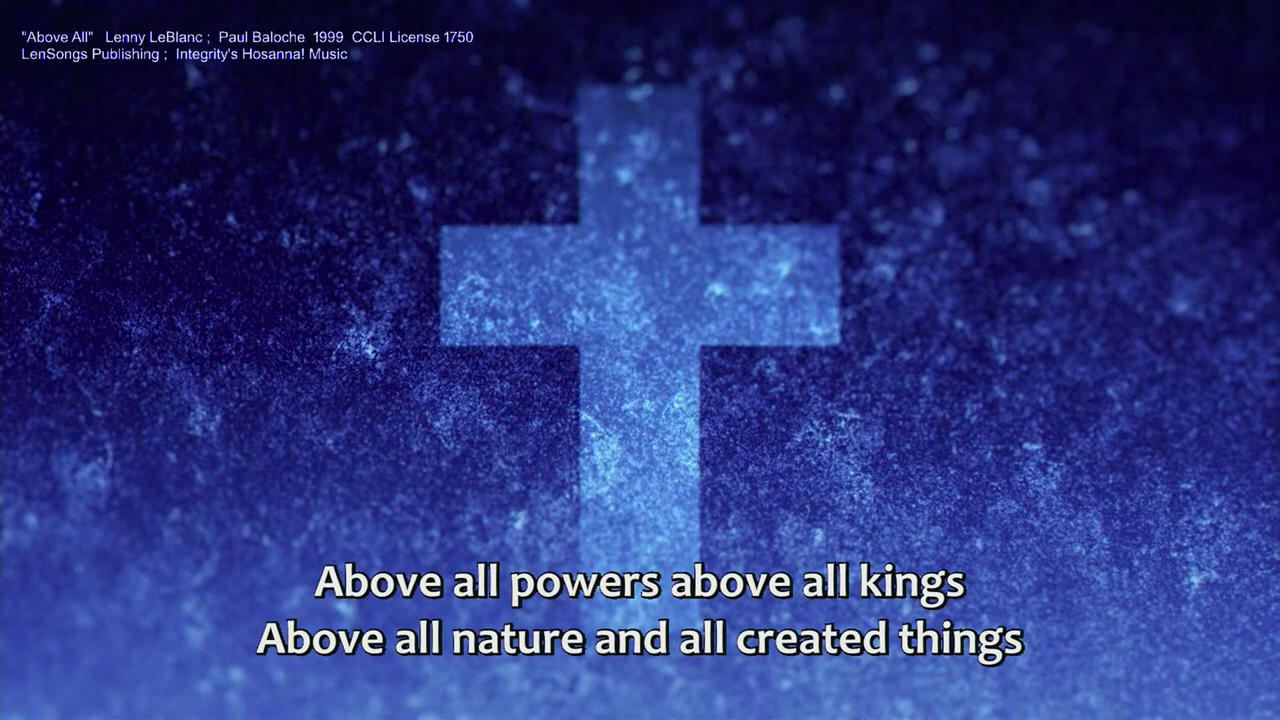 "Above All"   Lenny LeBlanc ;  Paul Baloche  1999  CCLI License 1750
LenSongs Publishing ;  Integrity's Hosanna! Music
Above all powers above all kings
Above all nature and all created things